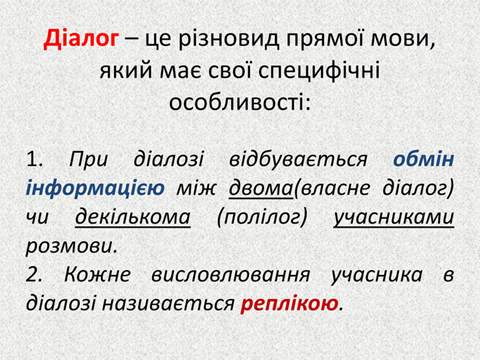 Діалог – це різновид прямої мови,
який має свої специфічні
особливості:
1. При діалозі відбувається обмін
інформацією між двома(власне діалог)
чи декількома (полілог) учасниками
розмови.
2. Кожне висловлювання учасника в
діалозі називається реплікою.